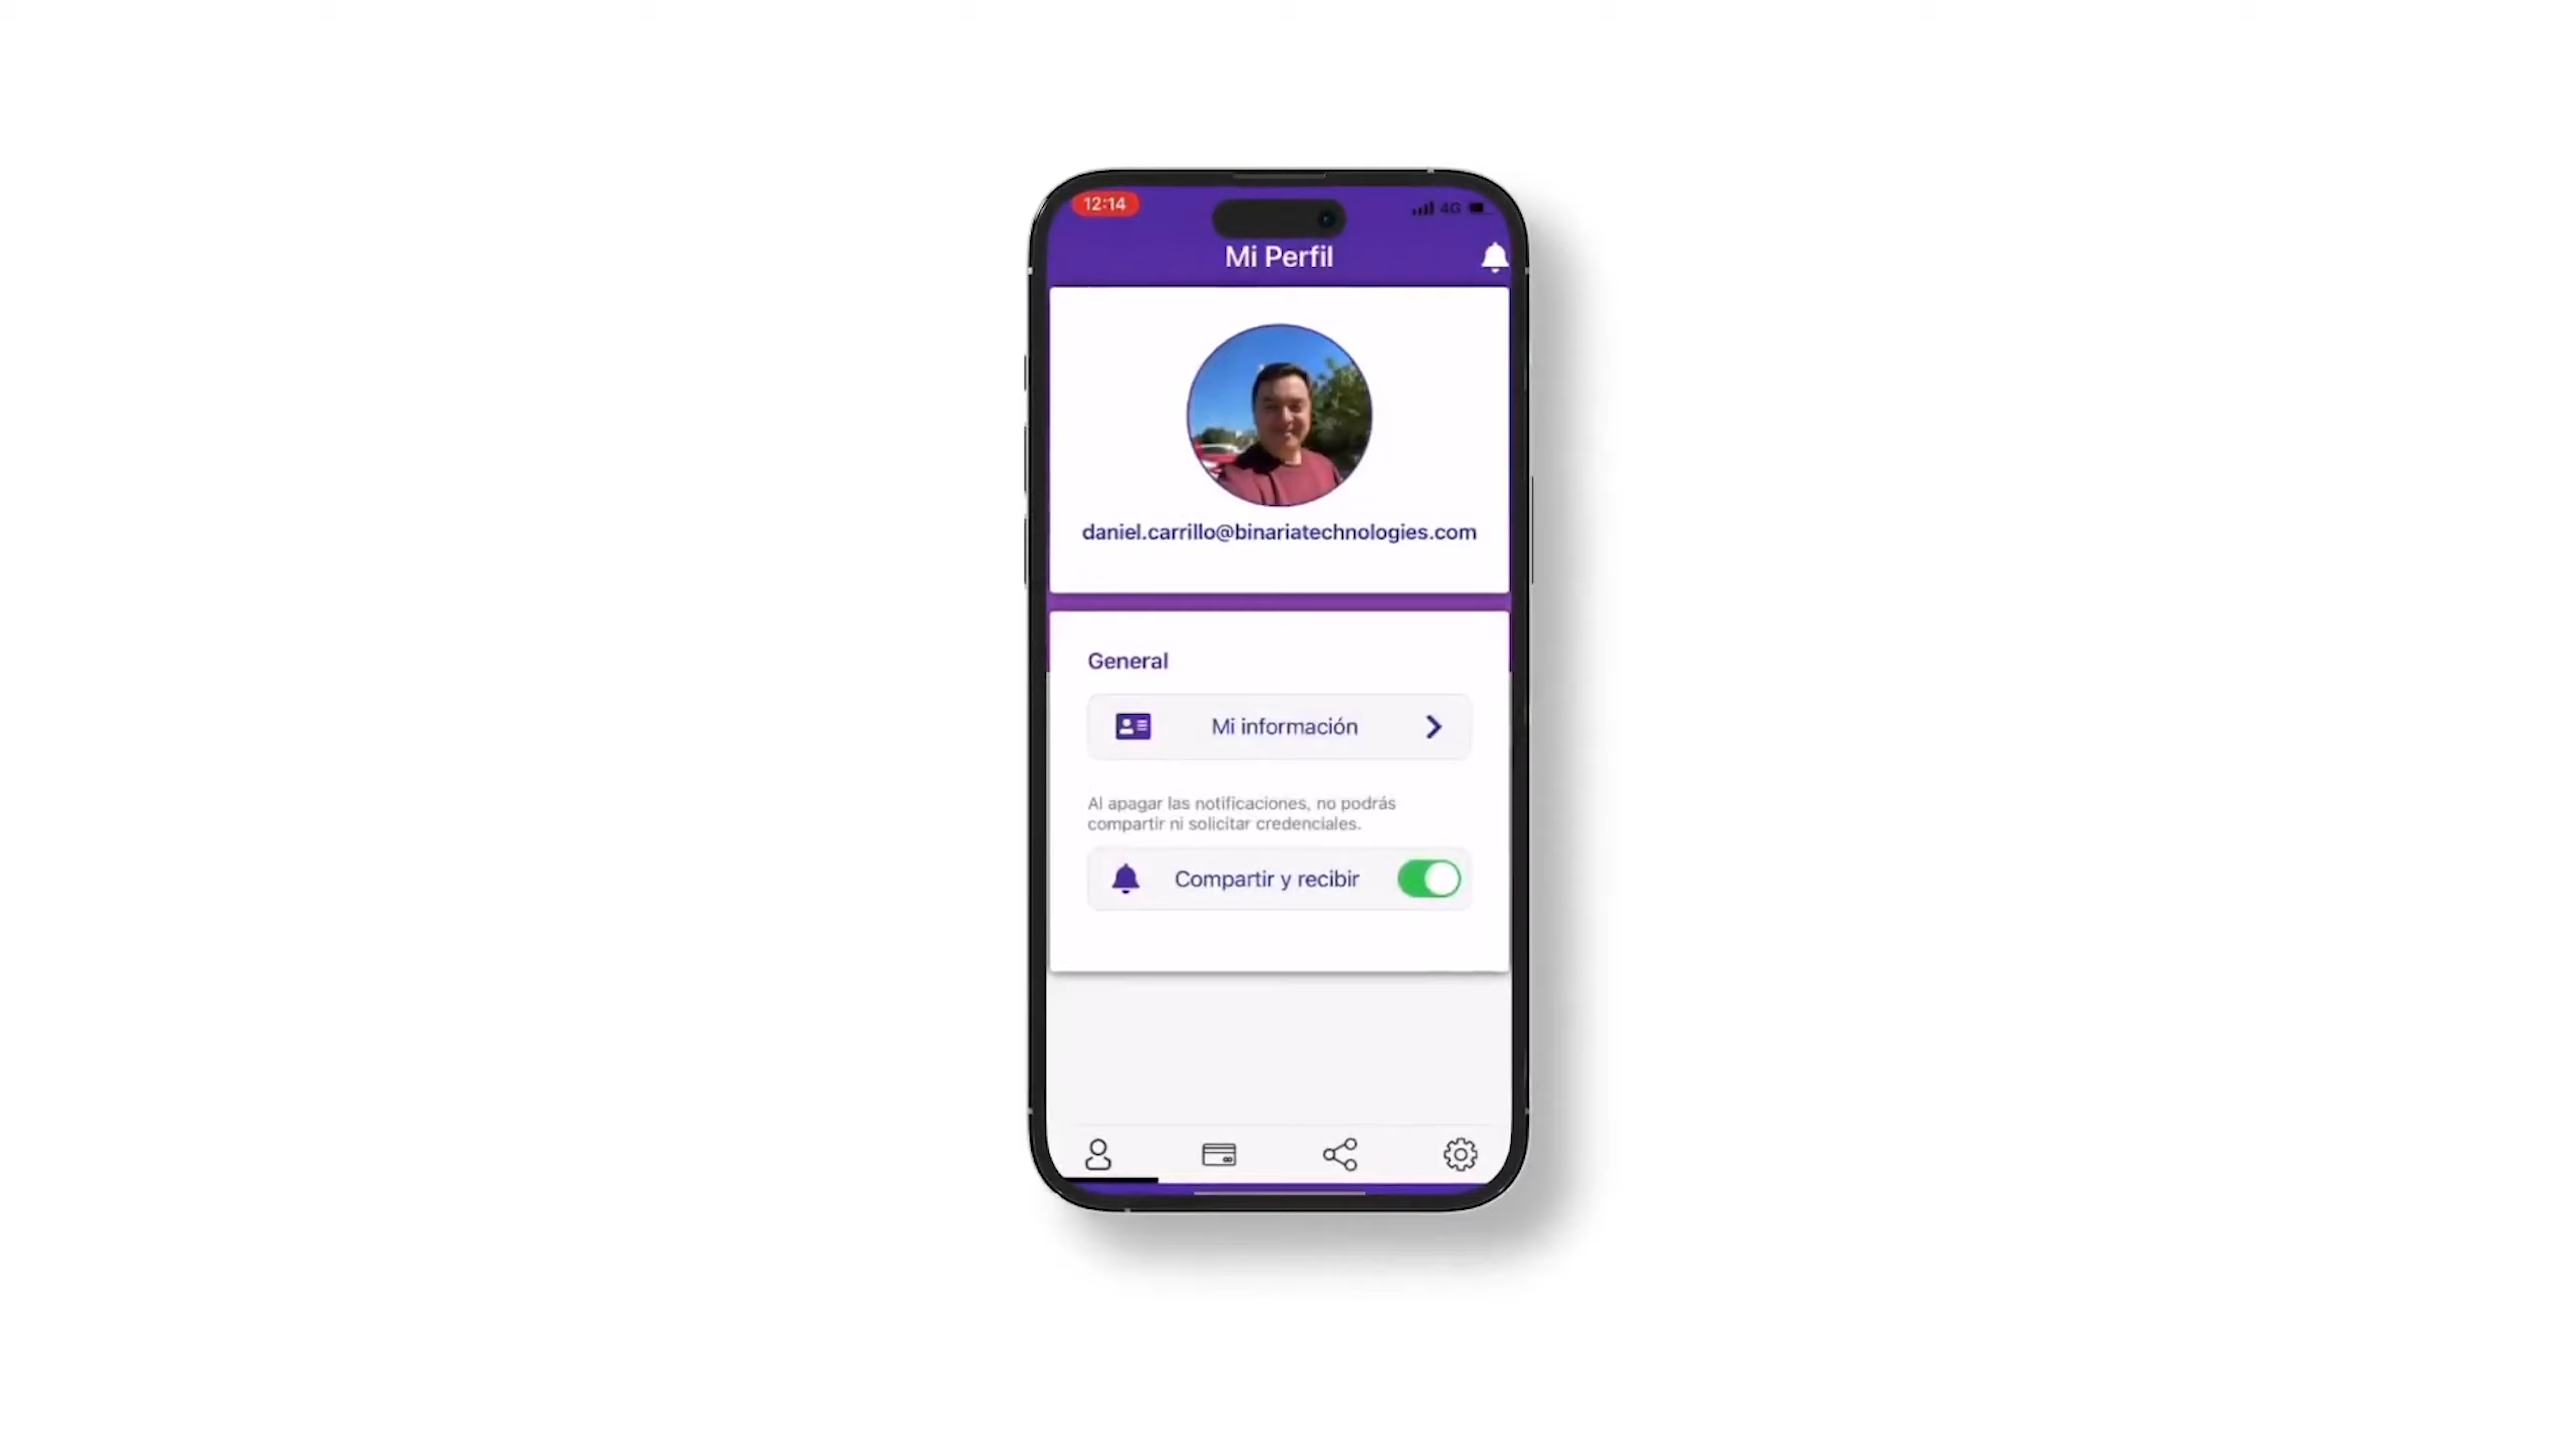 12:14
4G
Mi Perfil
daniel.carrillo@binariatechnologies.com
General
Mi información
Al apagar las notificaciones, no podrás
compartir ni solicitar credenciales.
Compartir y recibir